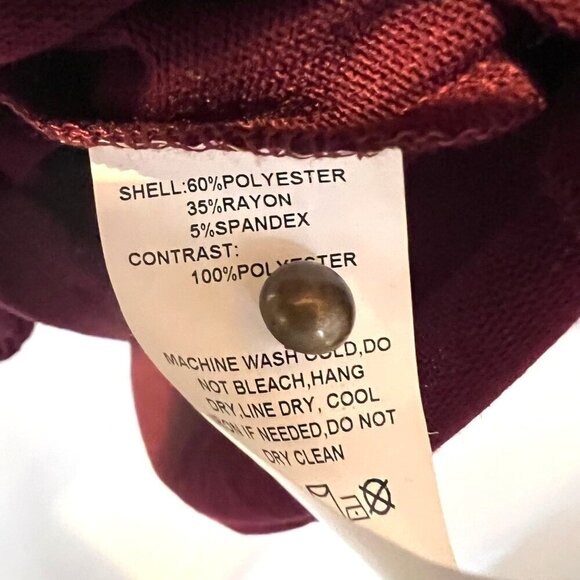 SHELL:60%POLYESTER
35%RAYON
5%SPANDEX
CONTRAST:
100%POLYESTER
MACHINE WASH COLD,DO
NOT BLEACH,HANG
DRY,LINE DRY, COOL
IRON IF NEEDED,DO NOT
DRY CLEAN